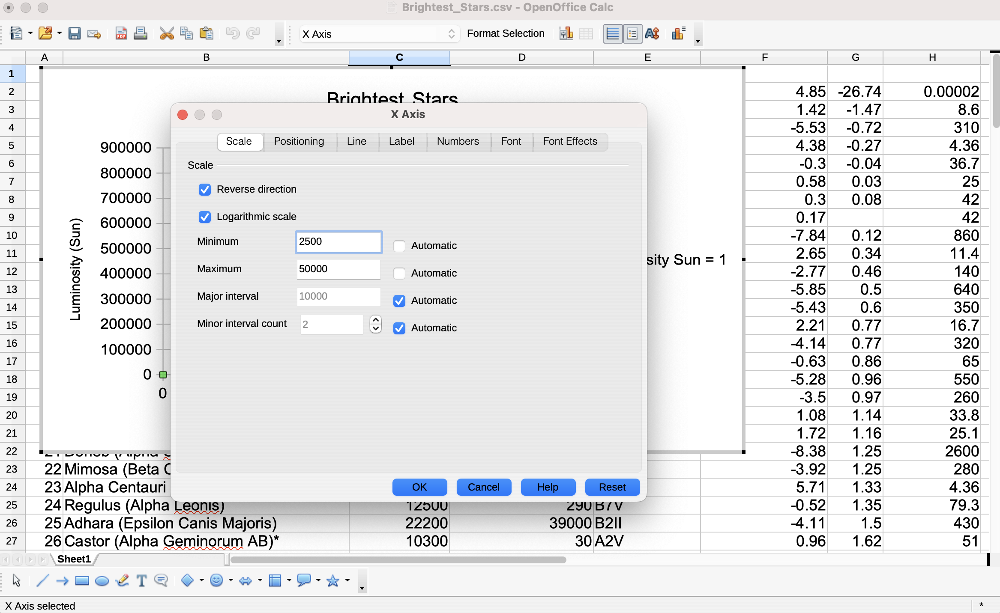 Brightest_Stars.csv - OpenOffice Calc
X Axis
Format Selection
A B C D E F G H
1
2 4.85 -26.74 0.00002
3 1.42 -1.47 8.6
4 -5.53 -0.72 310
5 4.38 -0.27 4.36
6 -0.3 -0.04 36.7
7 0.58 0.03 25
8 0.3 0.08 42
9 0.17 42
10 -7.84 0.12 860
11 2.65 0.34 11.4
12 -2.77 0.46 140
13 -5.85 0.5 640
14 -5.43 0.6 350
15 2.21 0.77 16.7
16 -4.14 0.77 320
17 -0.63 0.86 65
18 -5.28 0.96 550
19 -3.5 0.97 260
20 1.08 1.14 33.8
21 1.72 1.16 25.1
22 -8.38 1.25 2600
23 22 Mimosa (Beta C -3.92 1.25 280
24 23 Alpha Centauri 5.71 1.33 4.36
25 24 Regulus (Alpha Leonis) 12500 290 B7V -0.52 1.35 79.3
26 25 Adhara (Epsilon Canis Majoris) 22200 39000 B2II -4.11 1.5 430
27 26 Castor (Alpha Geminorum AB)* 10300 30 A2V 0.96 1.62 51
Brightest_Stars
Luminosity (Sun)
900000
800000
700000
600000
500000
400000
300000
200000
100000
0
0
sity Sun = 1
X Axis
Scale
Positioning
Line
Label
Numbers
Font
Font Effects
Scale
Reverse direction
Logarithmic scale
Minimum 2500 Automatic
Maximum 50000 Automatic
Major interval 10000 Automatic
Minor interval count 2 Automatic
OK
Cancel
Help
Reset
Sheet1
X Axis selected
*